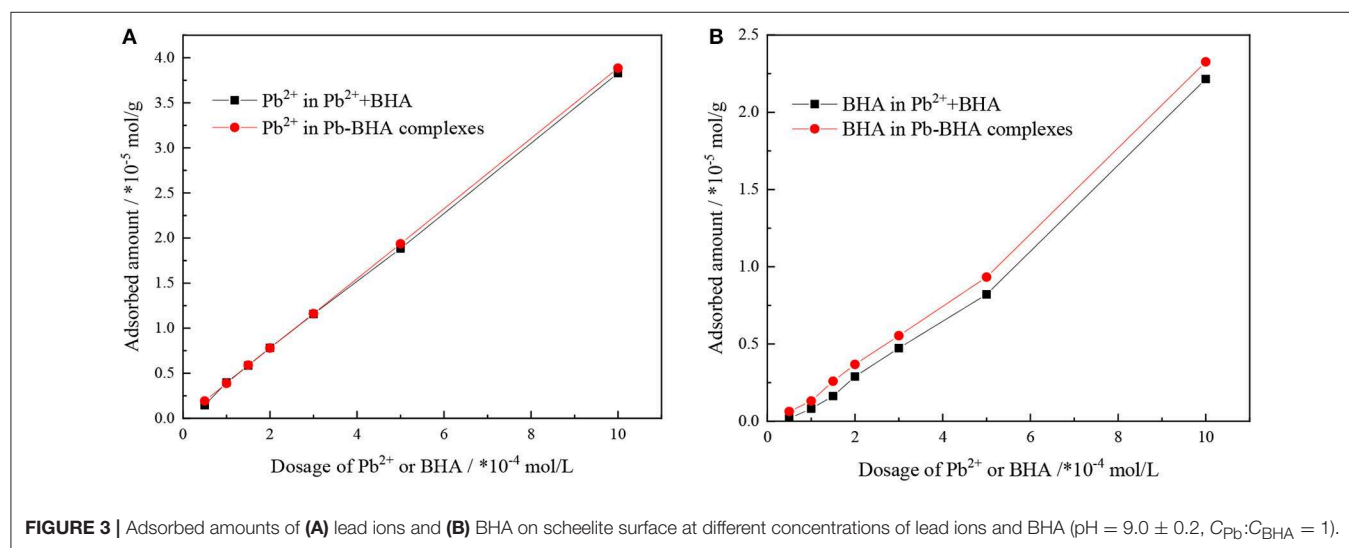 A
Adsorbed amount / *10⁻⁵ mol/g
4.0
3.5
3.0
2.5
2.0
1.5
1.0
0.5
0.0
Pb²⁺ in Pb²⁺+BHA
Pb²⁺ in Pb-BHA complexes
0 2 4 6 8 10
Dosage of Pb²⁺ or BHA / *10⁻⁴ mol/L
B
Adsorbed amount / *10⁻⁵ mol/g
2.5
2.0
1.5
1.0
0.5
0.0
BHA in Pb²⁺+BHA
BHA in Pb-BHA complexes
0 2 4 6 8 10
Dosage of Pb²⁺ or BHA /*10⁻⁴ mol/L
FIGURE 3 | Adsorbed amounts of (A) lead ions and (B) BHA on scheelite surface at different concentrations of lead ions and BHA (pH = 9.0 ± 0.2, C_Pb:C_BHA = 1).